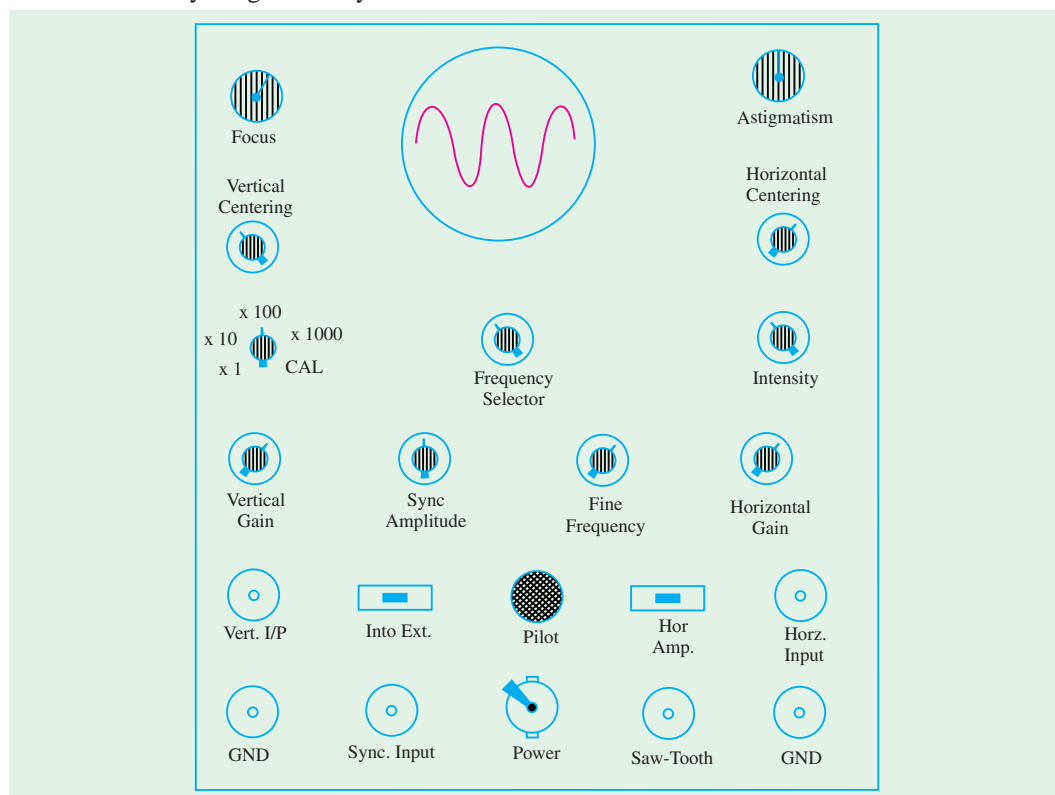 Focus
Astigmatism
Vertical
Centering
Horizontal
Centering
x 100
x 10
x 1000
x 1
CAL
Frequency
Selector
Intensity
Vertical
Gain
Sync
Amplitude
Fine
Frequency
Horizontal
Gain
Vert. I/P
Into Ext.
Pilot
Hor
Amp.
Horz.
Input
GND
Sync. Input
Power
Saw-Tooth
GND